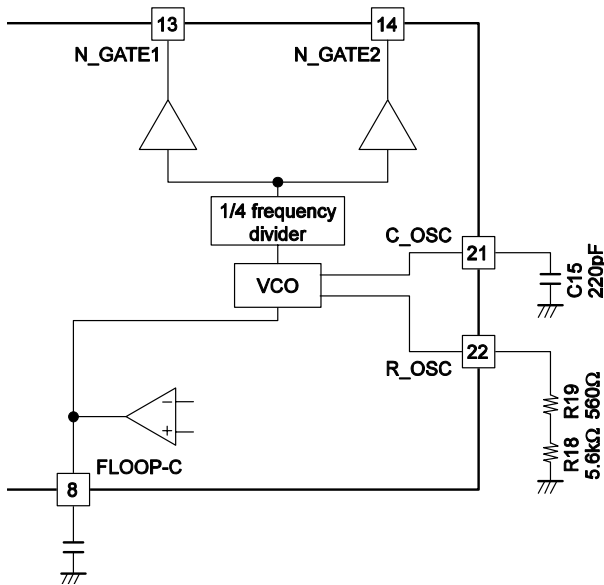 13
14
N_GATE1
N_GATE2
1/4 frequency
divider
C_OSC
21
C15
220pF
VCO
22
R_OSC
R19 560Ω
R18
5.6kΩ
−
+
FLOOP-C
8